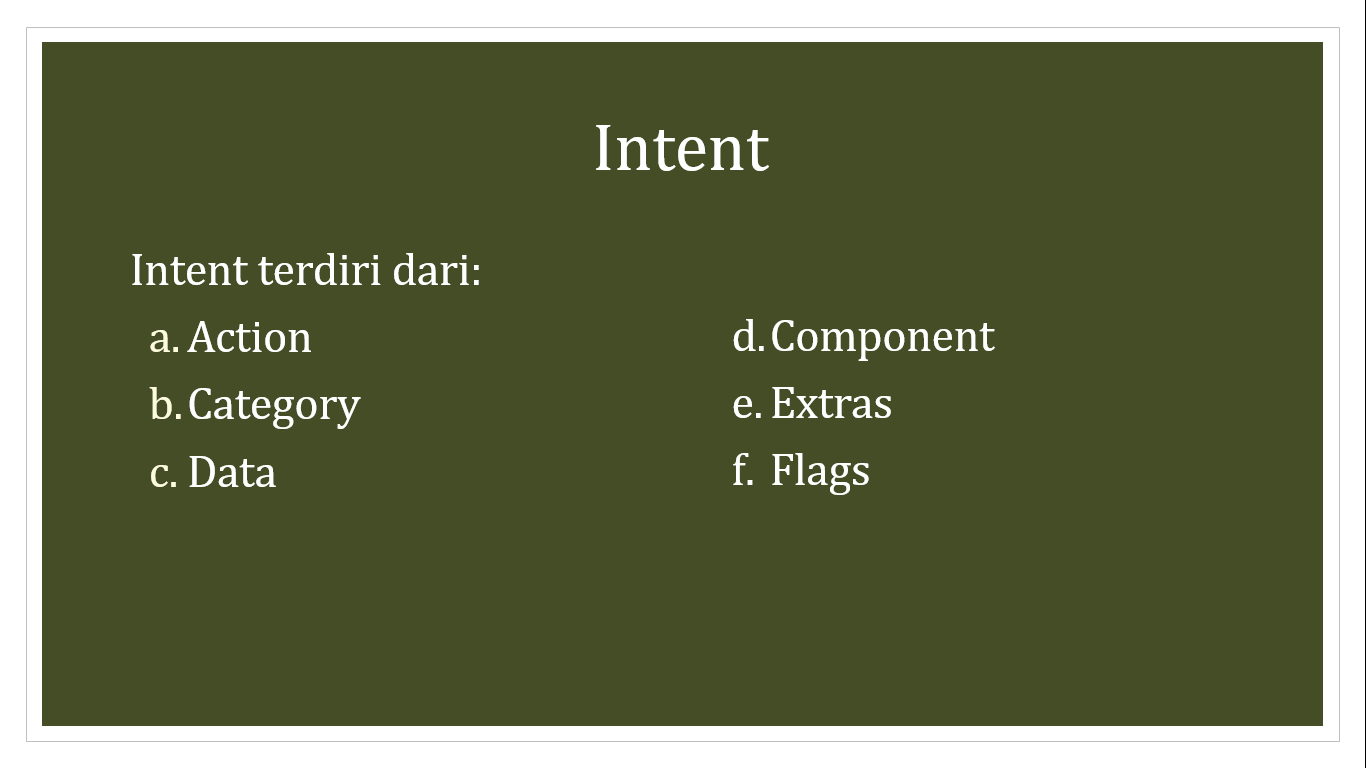 Intent
Intent terdiri dari:
a. Action
b. Category
c. Data
d. Component
e. Extras
f. Flags